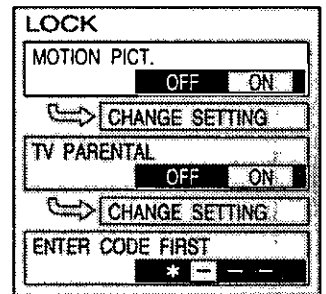 LOCK
MOTION PICT.
OFF ON
CHANGE SETTING
TV PARENTAL
OFF ON
CHANGE SETTING
ENTER CODE FIRST
* - - -